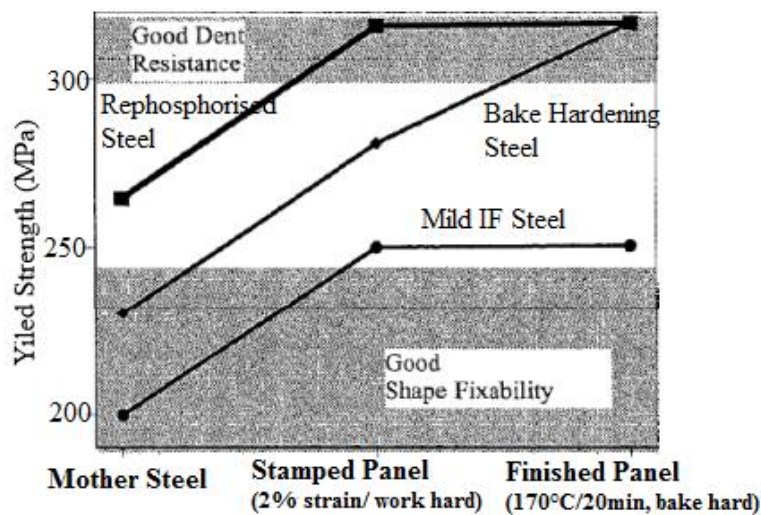 Good Dent
Resistance
300
Rephosphorised
Steel
Bake Hardening
Steel
Mild IF Steel
250
Yiled Strength (MPa)
Good
Shape Fixability
200
Mother Steel
Stamped Panel
(2% strain/ work hard)
Finished Panel
(170°C/20min, bake hard)